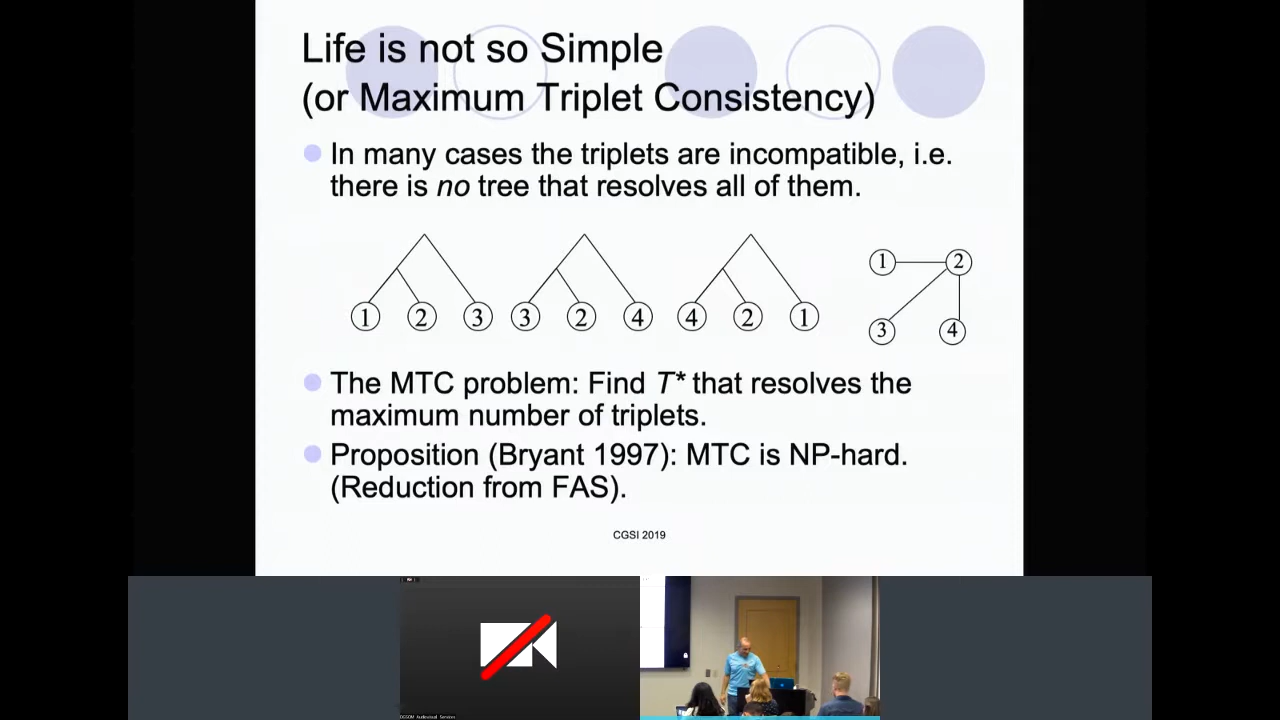 Life is not so Simple
(or Maximum Triplet Consistency)
In many cases the triplets are incompatible, i.e.
there is no tree that resolves all of them.
1 2 3 3 2 4 4 2 1
1 2
3 4
The MTC problem: Find T* that resolves the
maximum number of triplets.
Proposition (Bryant 1997): MTC is NP-hard.
(Reduction from FAS).
CGSI 2019